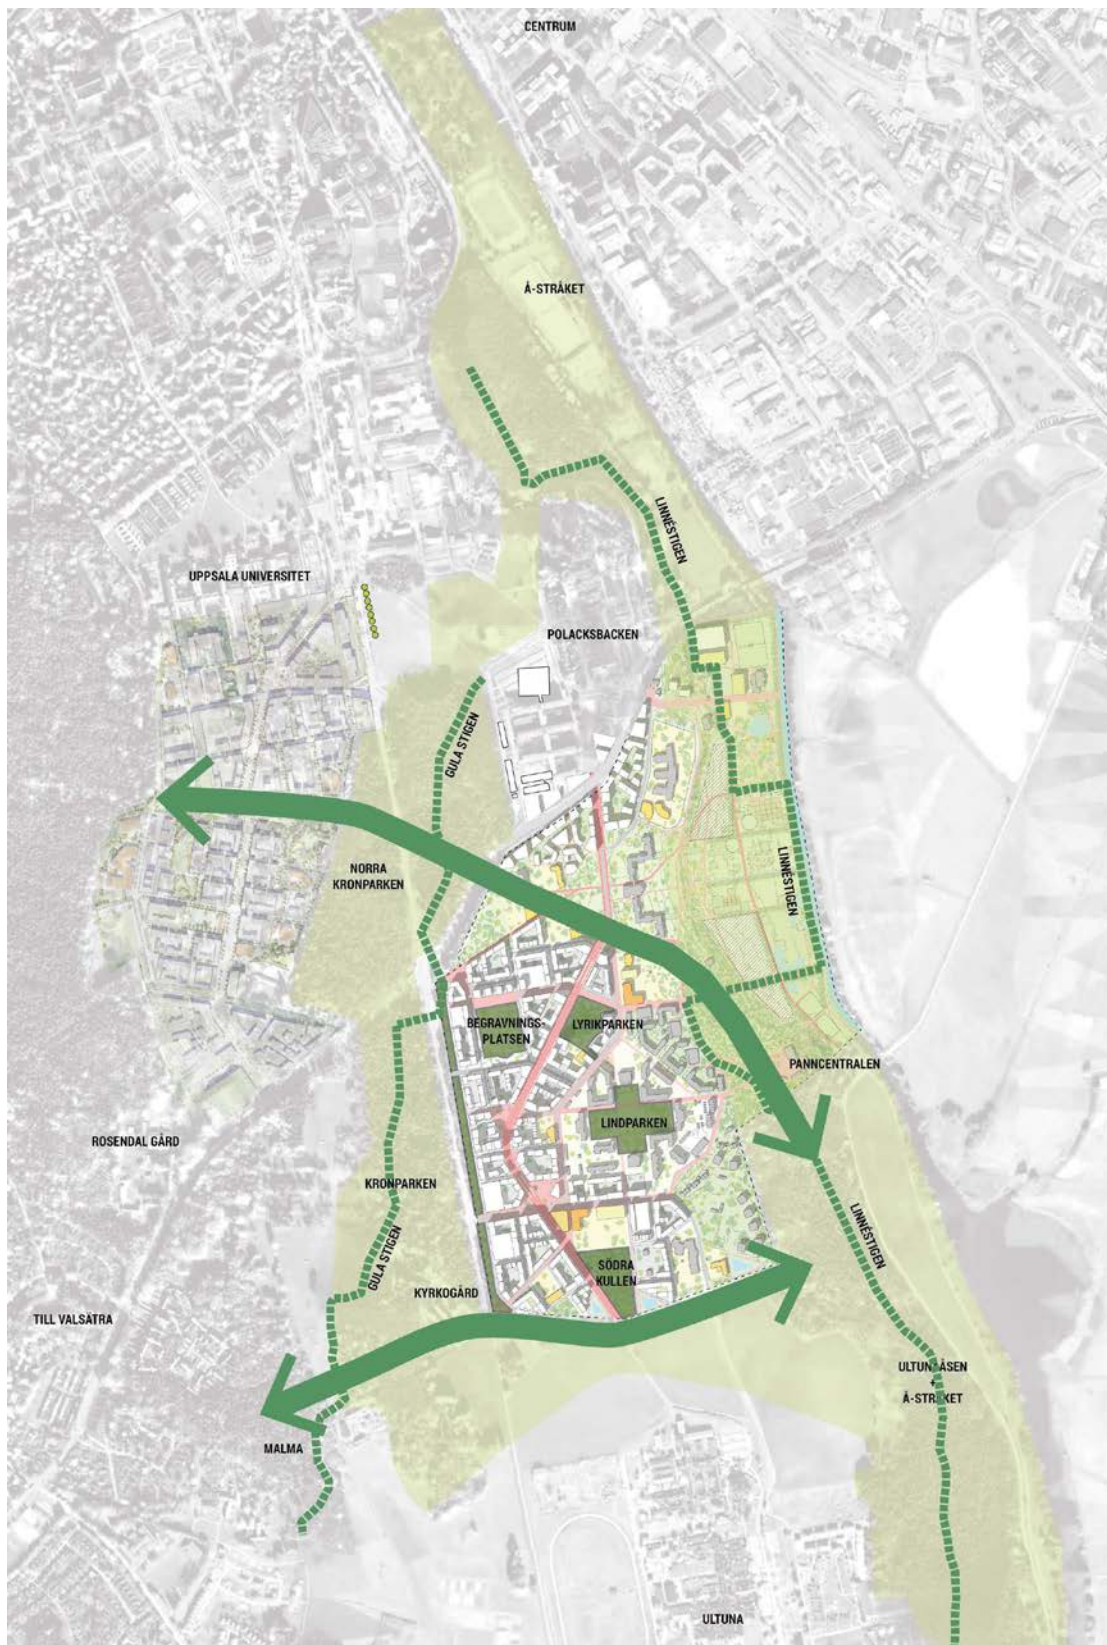 CENTRUM
Å-STRÅKET
LINNÉSTIGEN
UPPSALA UNIVERSITET
POLACKSBACKEN
GULA STIGEN
NORRA
KRONPARKEN
LINNÉSTIGEN
BEGRAVNINGS-
PLATSEN
LYRIKPARKEN
PANNCENTRALEN
LINDPARKEN
ROSENDAL GÅRD
KRONPARKEN
LINNÉSTIGEN
GULA STIGEN
SÖDRA
KULLEN
KYRKOGÅRD
TILL VALSÄTRA
ULTUNAÅSEN
+
Å-STRÅKET
MALMA
ULTUNA